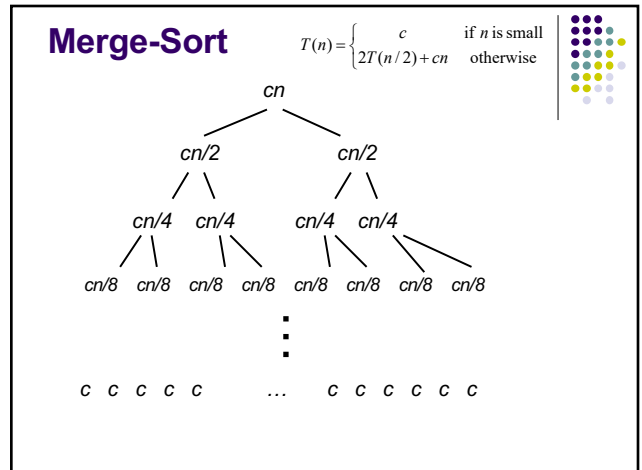 Merge-Sort
T(n) = { c if n is small
2T(n/2)+cn otherwise
cn
cn/2 cn/2
cn/4 cn/4 cn/4 cn/4
cn/8 cn/8 cn/8 cn/8 cn/8 cn/8 cn/8 cn/8
⋮
c c c c c … c c c c c c